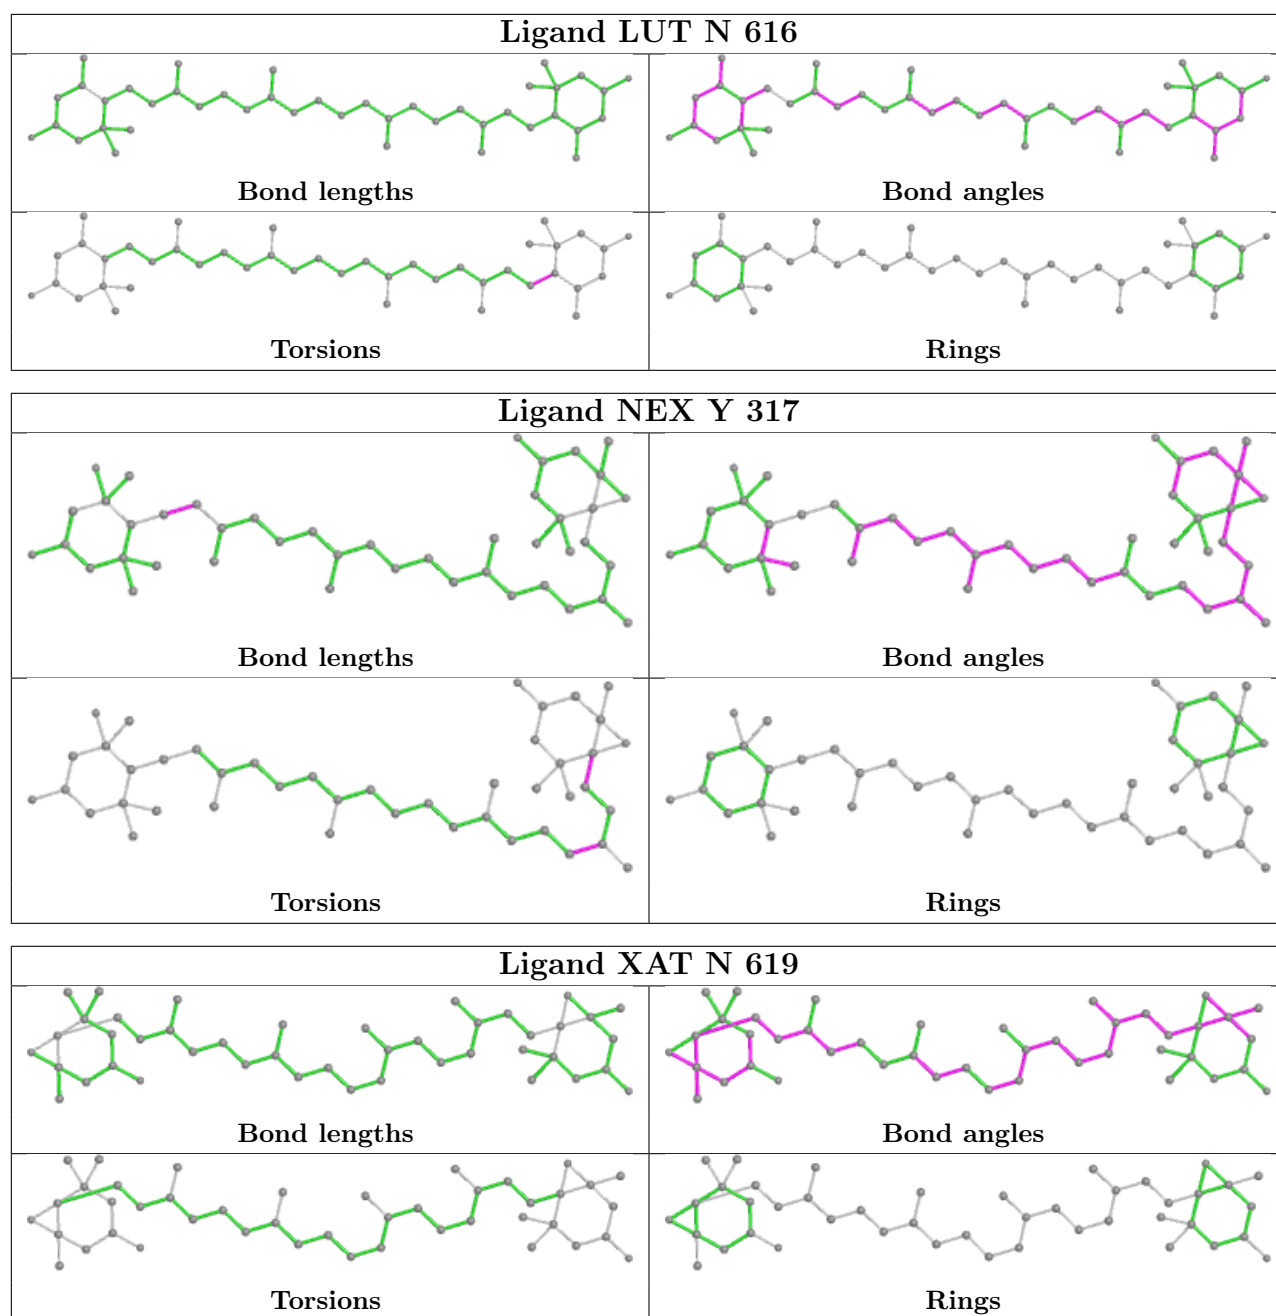 Ligand LUT N 616
Bond lengths
Bond angles
Torsions
Rings
Ligand NEX Y 317
Bond lengths
Bond angles
Torsions
Rings
Ligand XAT N 619
Bond lengths
Bond angles
Torsions
Rings